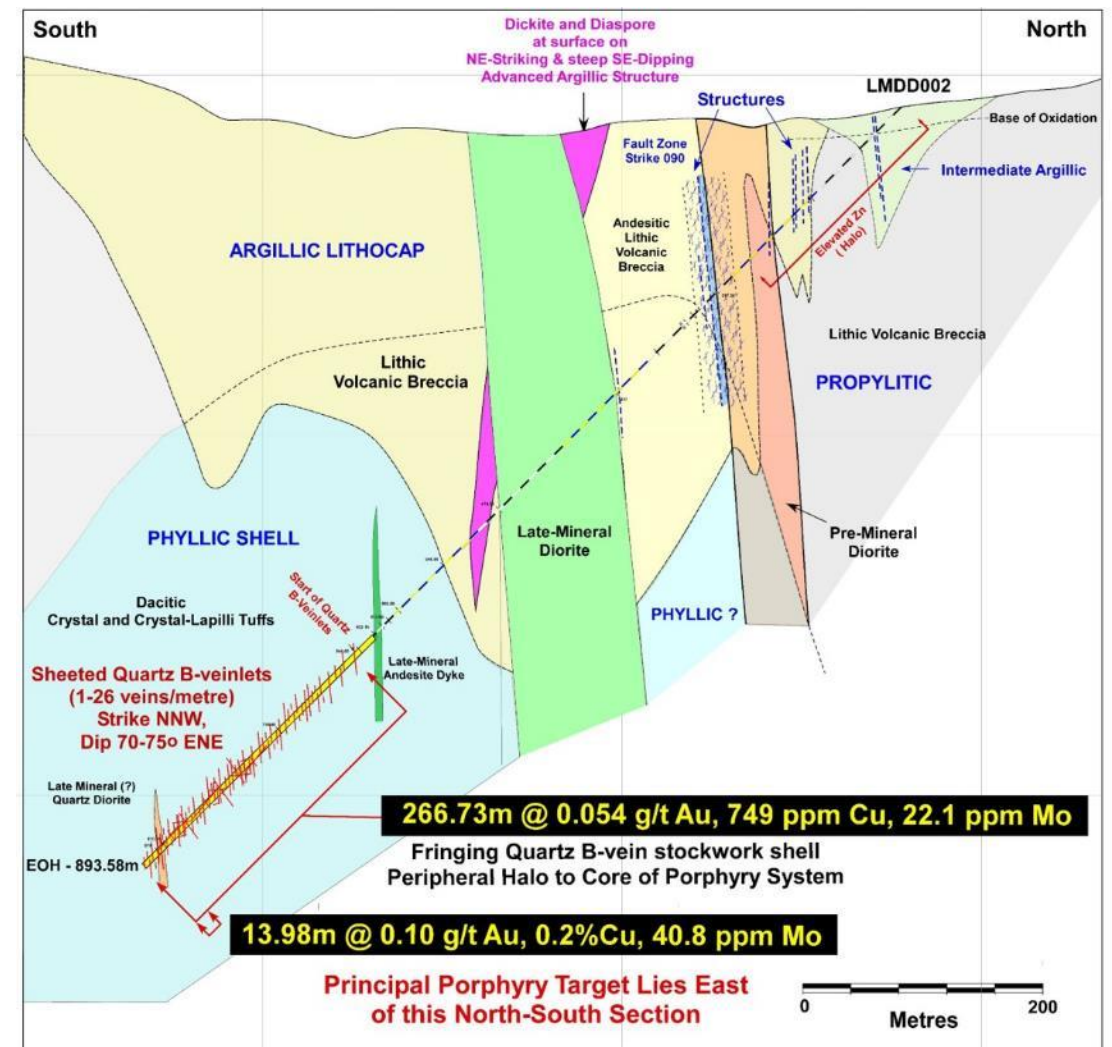 South
North
Dickite and Diaspore
at surface on
NE-Striking & steep SE-Dipping
Advanced Argillic Structure
LMDD002
Structures
Base of Oxidation
Fault Zone
Strike 090
Intermediate Argillic
Elevated Zn
(Halo)
Andesitic
Lithic
Volcanic
Breccia
ARGILLIC LITHOCAP
Lithic Volcanic Breccia
Lithic
Volcanic Breccia
PROPYLITIC
Late-Mineral
Diorite
Pre-Mineral
Diorite
PHYLLIC SHELL
Dacitic
Crystal and Crystal-Lapilli Tuffs
Start of Quartz
B-Veinlets
PHYLLIC ?
Late-Mineral
Andesite Dyke
Sheeted Quartz B-veinlets
(1-26 veins/metre)
Strike NNW,
Dip 70-75o ENE
Late Mineral (?)
Quartz Diorite
EOH - 893.58m
266.73m @ 0.054 g/t Au, 749 ppm Cu, 22.1 ppm Mo
Fringing Quartz B-vein stockwork shell
Peripheral Halo to Core of Porphyry System
13.98m @ 0.10 g/t Au, 0.2%Cu, 40.8 ppm Mo
Principal Porphyry Target Lies East
of this North-South Section
0
200
Metres